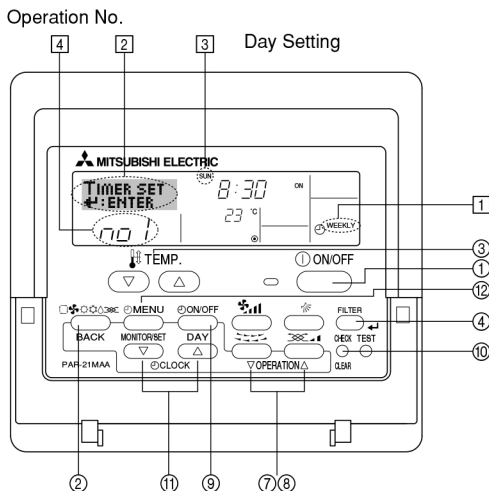 Operation No.
4 2 3 Day Setting
MITSUBISHI ELECTRIC
SUN
TIMER SET 8:30 ON
↵:ENTER
23 °C
no 1 WEEKLY
1
TEMP. ON/OFF
③
①
⑫
MENU ON/OFF FILTER
④
BACK MONITOR/SET DAY CHECK TEST
PAR-21MAA CLOCK ▽OPERATION△ CLEAR
⑩
② ⑪ ⑨ ⑦⑧